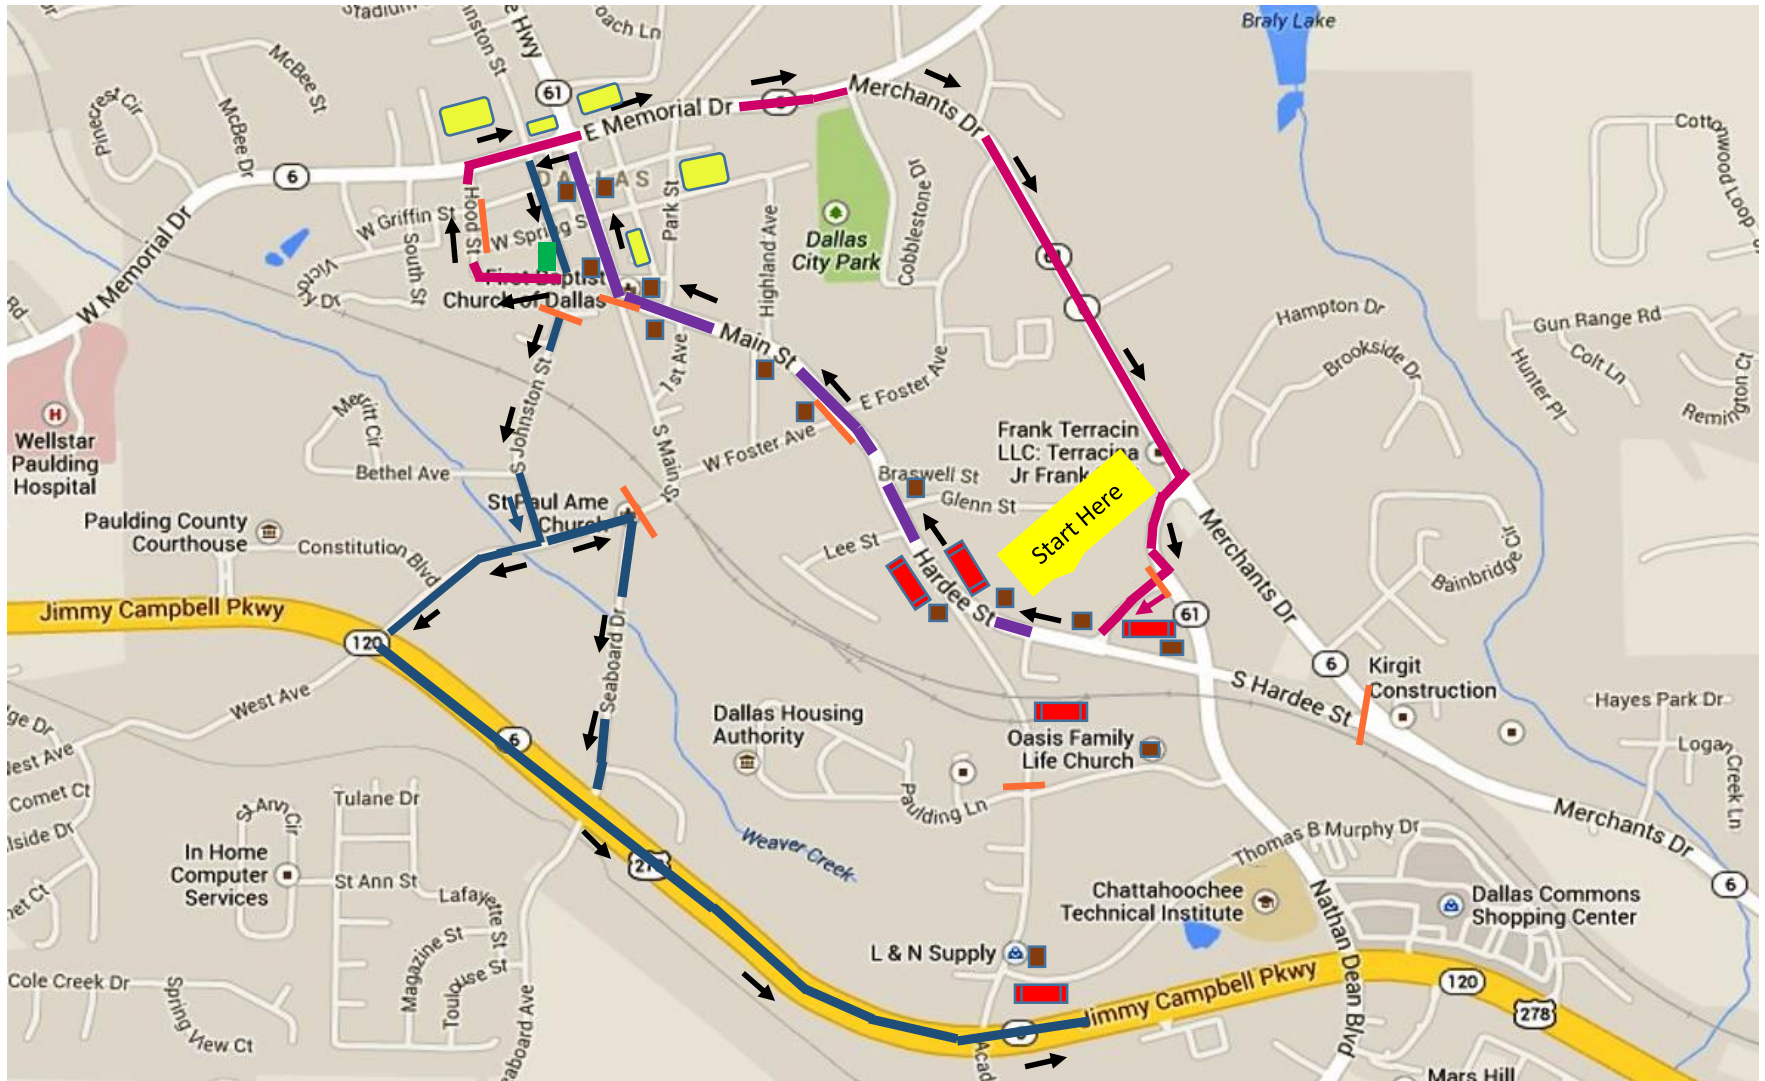 Braly Lake
McBee St
61
Pinecrest Cir
McBee Dr
E Memorial Dr
Merchants Dr
6
W Memorial Dr
DALLAS
Hood St
W Griffin St
W Spring S
South St
Park St
Highland Ave
Cobblestone Dr
Dallas
City Park
First Baptist
Church of Dallas
Main St
1st Ave
E Foster Ave
W Foster Ave
S Main St
S Johnston St
Merritt Cir
Bethel Ave
Wellstar
Paulding
Hospital
H
Paulding County
Courthouse
Constitution Blvd
St Paul Ame
Church
Braswell St
Glenn St
Lee St
Hardee St
Frank Terracin
LLC: Terracina
Jr Frank
Start Here
Hampton Dr
Brookside Dr
Gun Range Rd
Colt Ln
Hunter Pl
Remington Ct
Cottonwood Loop
Bainbridge Cir
Merchants Dr
61
6
S Hardee St
Kirgit
Construction
Hayes Park Dr
Logan Creek Ln
Jimmy Campbell Pkwy
120
West Ave
Seaboard Dr
6
Dallas Housing
Authority
Oasis Family
Life Church
Paulding Ln
Weaver Creek
West Ave
Comet Ct
St Ann Cir
Tulane Dr
In Home
Computer
Services
St Ann St
Lafayette St
Magazine St
Toulouse St
Cole Creek Dr
Spring View Ct
Thomas B Murphy Dr
Chattahoochee
Technical Institute
Merchants Dr
6
Dallas Commons
Shopping Center
L & N Supply
Jimmy Campbell Pkwy
Nathan Dean Blvd
120
278
Mars Hill